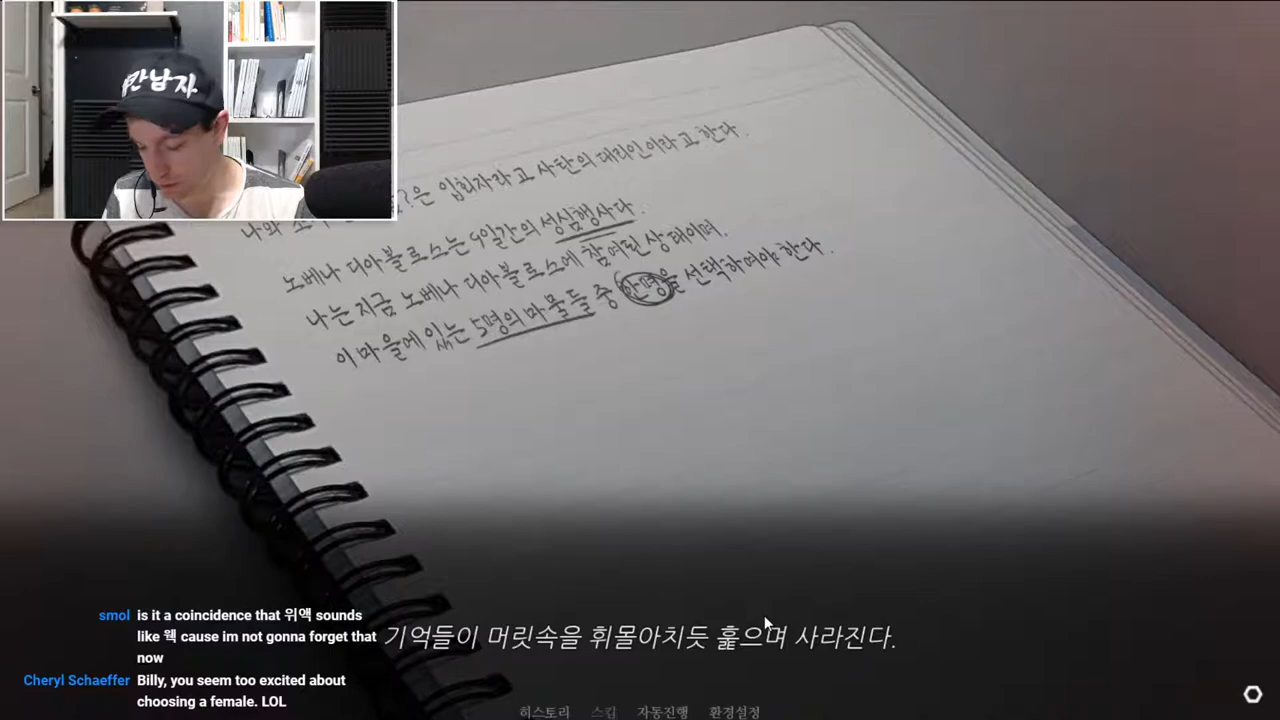 반남자
나와 은 입회자라고 사탄의 대리인이라고 한다.
노베나 디아볼로스는 9일간의 성심행사다.
나는 지금 노베나 디아볼로스에 참여된 상태이며,
이 마을에 있는 5명의 마물들 중 한명을 선택하여야 한다.
smol is it a coincidence that 위액 sounds
like 웩 cause im not gonna forget that
now
기억들이 머릿속을 휘몰아치듯 훑으며 사라진다.
Cheryl Schaeffer Billy, you seem too excited about
choosing a female. LOL
히스토리 스킵 자동진행 환경설정